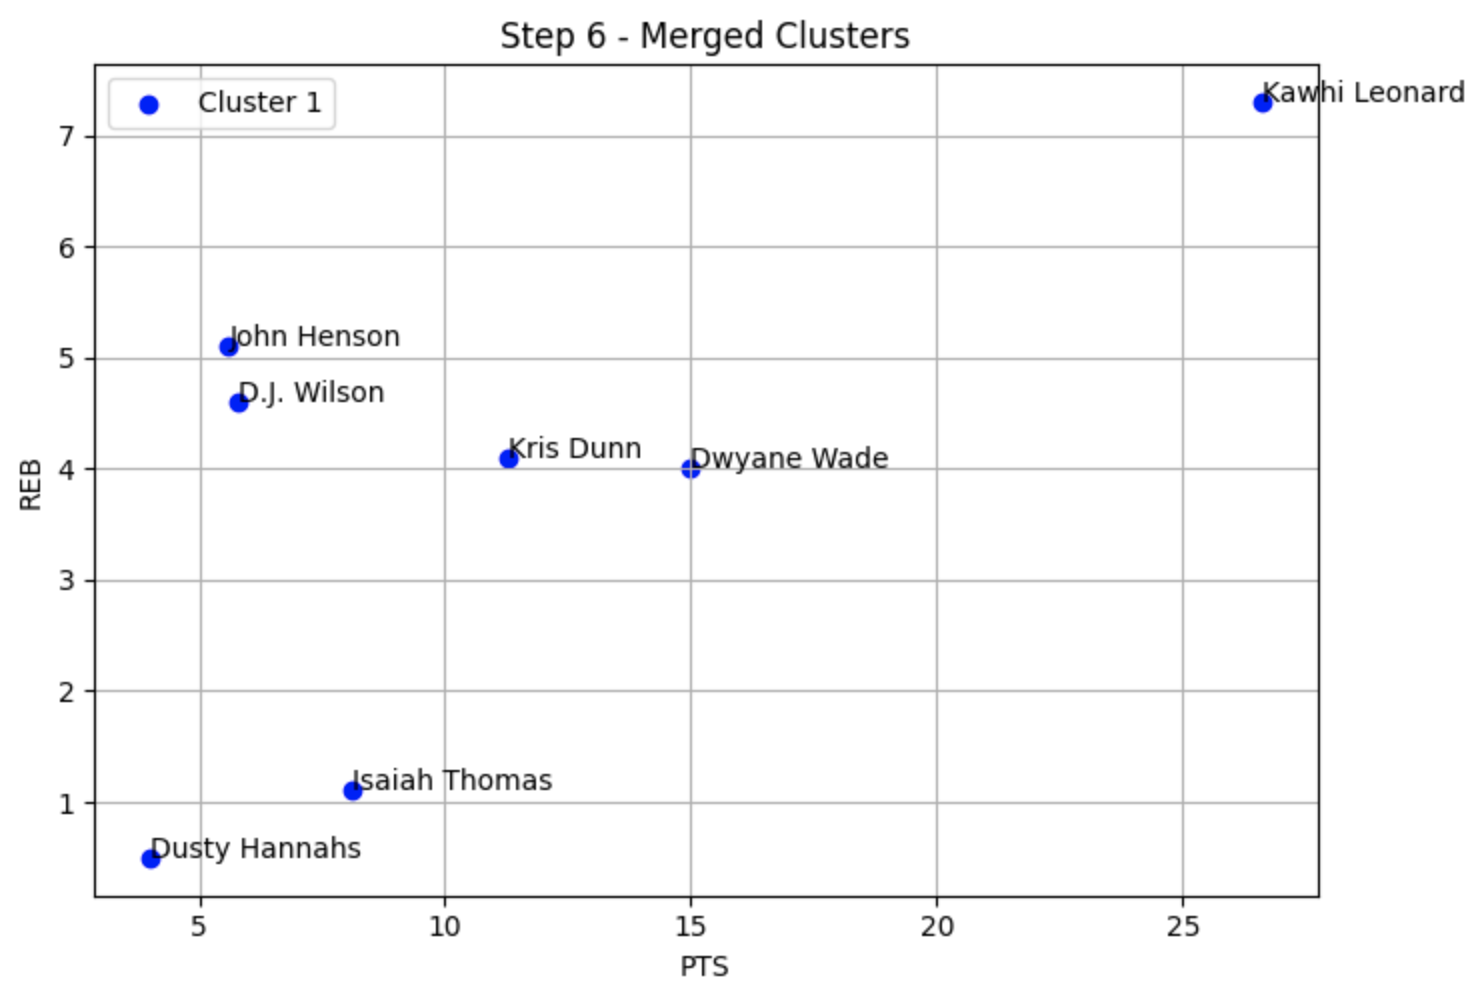 Step 6 - Merged Clusters
Cluster 1
Kawhi Leonard
John Henson
D.J. Wilson
Kris Dunn
Dwyane Wade
Isaiah Thomas
Dusty Hannahs
REB
7
6
5
4
3
2
1
5 10 15 20 25
PTS